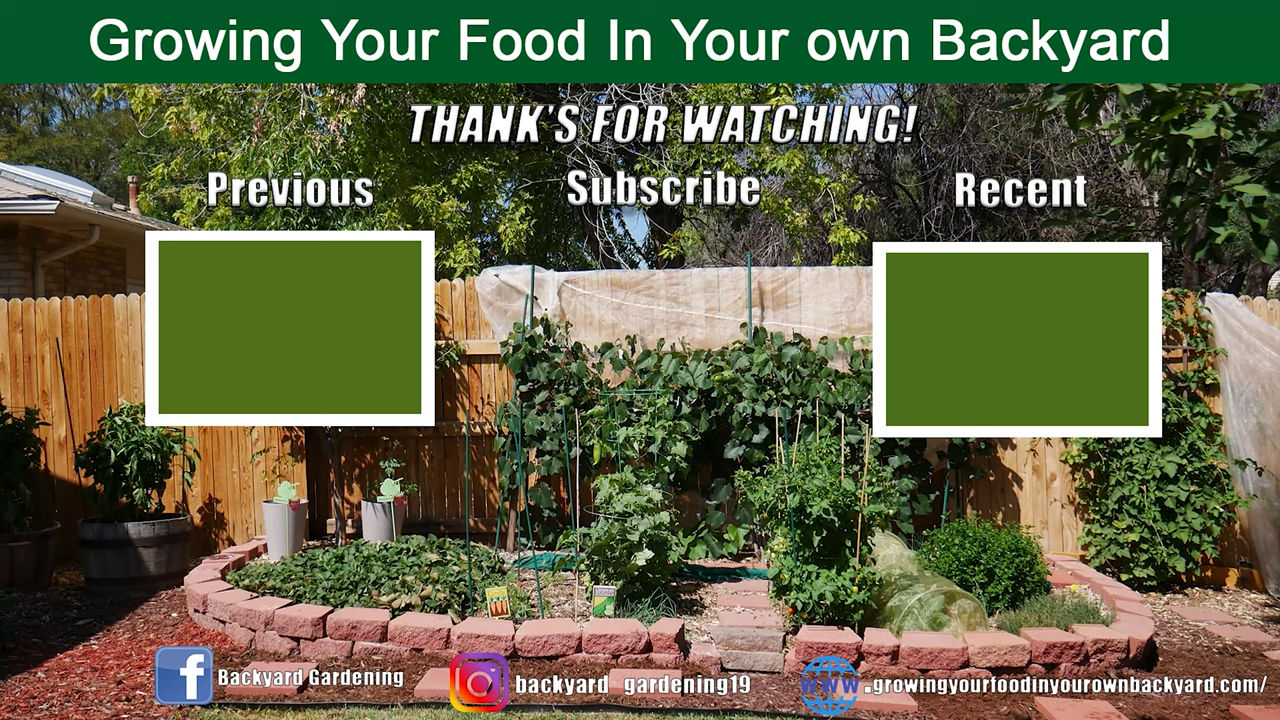 Growing Your Food In Your own Backyard
THANK'S FOR WATCHING!
Previous
Subscribe
Recent
Backyard Gardening
backyard_gardening19
www.growingyourfoodinyourownbackyard.com/